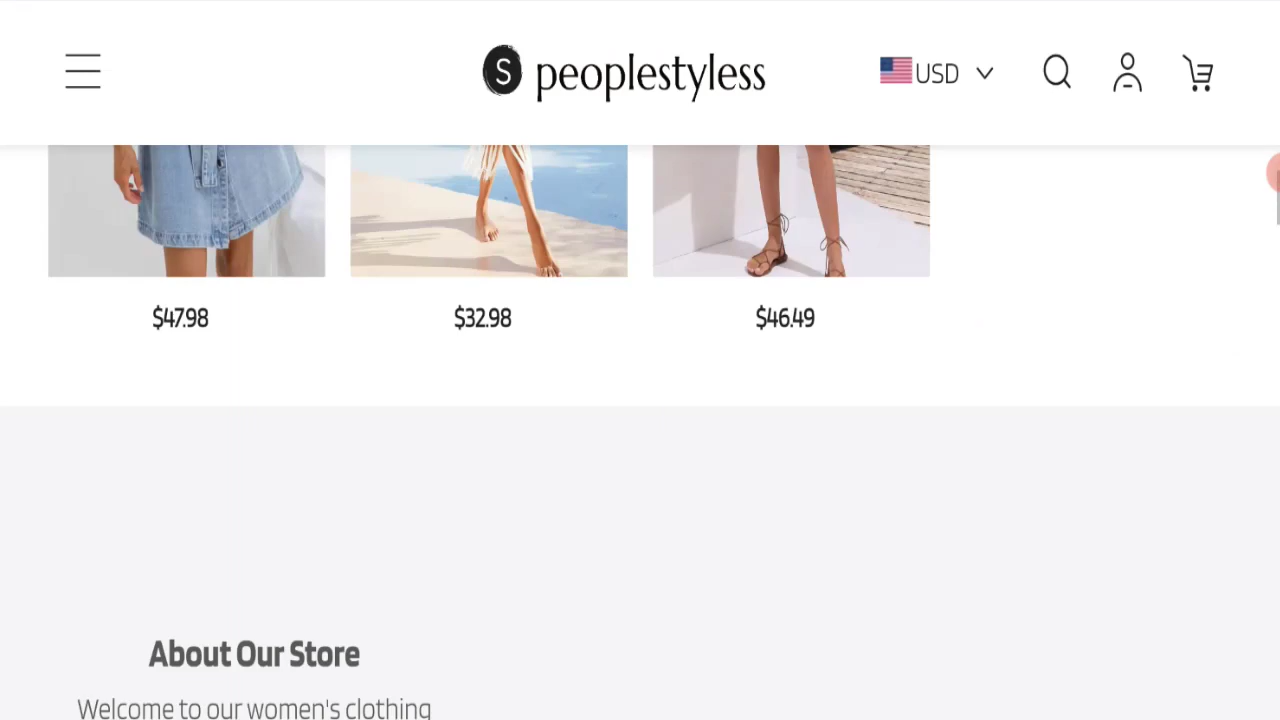 S peoplestyless
USD
$47.98
$32.98
$46.49
About Our Store
Welcome to our women's clothing